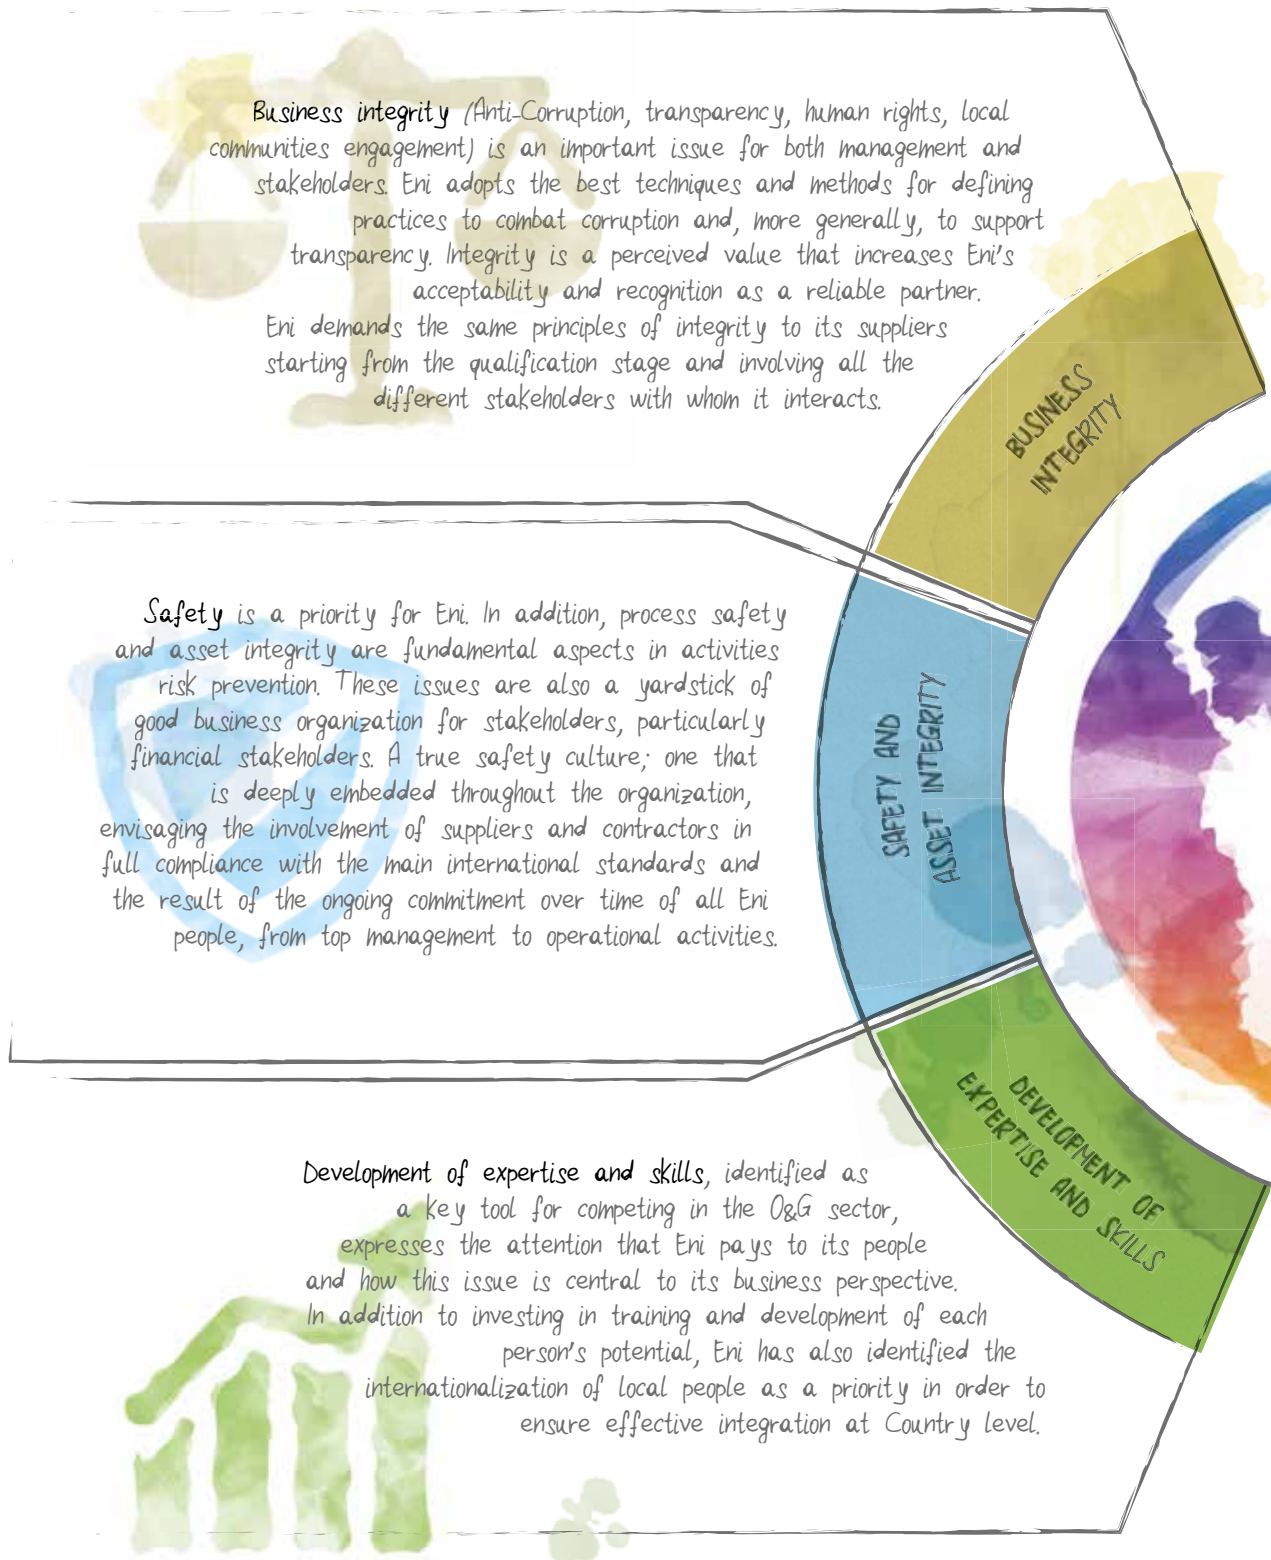 Business integrity (Anti-Corruption, transparency, human rights, local
communities engagement) is an important issue for both management and
stakeholders. Eni adopts the best techniques and methods for defining
practices to combat corruption and, more generally, to support
transparency. Integrity is a perceived value that increases Eni's
acceptability and recognition as a reliable partner.
Eni demands the same principles of integrity to its suppliers
starting from the qualification stage and involving all the
different stakeholders with whom it interacts.
BUSINESS
INTEGRITY
Safety is a priority for Eni. In addition, process safety
and asset integrity are fundamental aspects in activities
risk prevention. These issues are also a yardstick of
good business organization for stakeholders, particularly
financial stakeholders. A true safety culture; one that
is deeply embedded throughout the organization,
envisaging the involvement of suppliers and contractors in
full compliance with the main international standards and
the result of the ongoing commitment over time of all Eni
people, from top management to operational activities.
SAFETY AND
ASSET INTEGRITY
Development of expertise and skills, identified as
a key tool for competing in the O&G sector,
expresses the attention that Eni pays to its people
and how this issue is central to its business perspective.
In addition to investing in training and development of each
person's potential, Eni has also identified the
internationalization of local people as a priority in order to
ensure effective integration at Country level.
DEVELOPMENT OF
EXPERTISE AND SKILLS